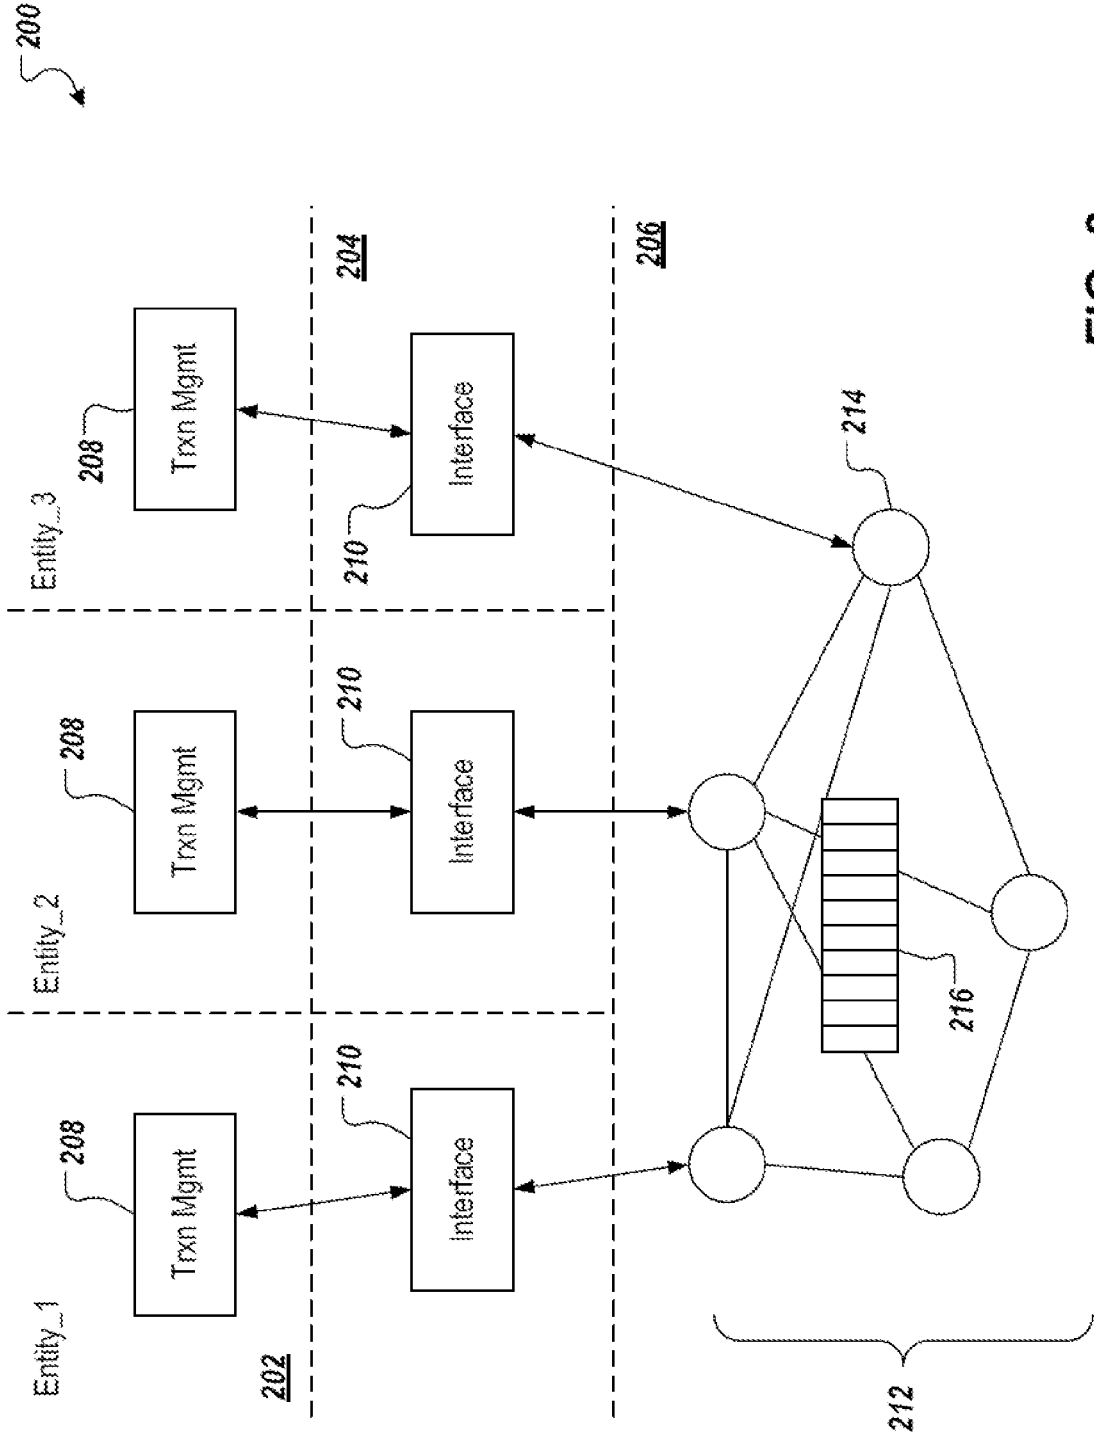 200
Entity_1
Entity_2
Entity_3
208
208
208
Trxn Mgmt
Trxn Mgmt
Trxn Mgmt
202
204
210
210
210
Interface
Interface
Interface
206
212
214
216